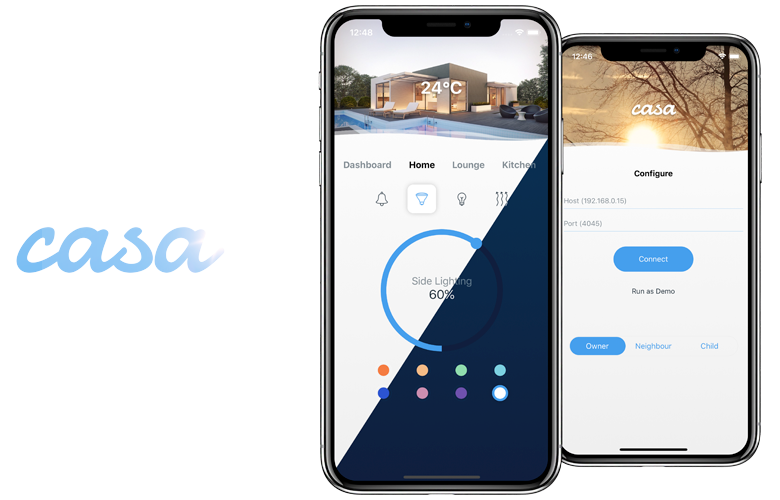 casa
12:48
24°C
Dashboard Home Lounge Kitchen
Side Lighting
60%
12:46
casa
Configure
Host (192.168.0.15)
Port (4045)
Connect
Run as Demo
Owner Neighbour Child